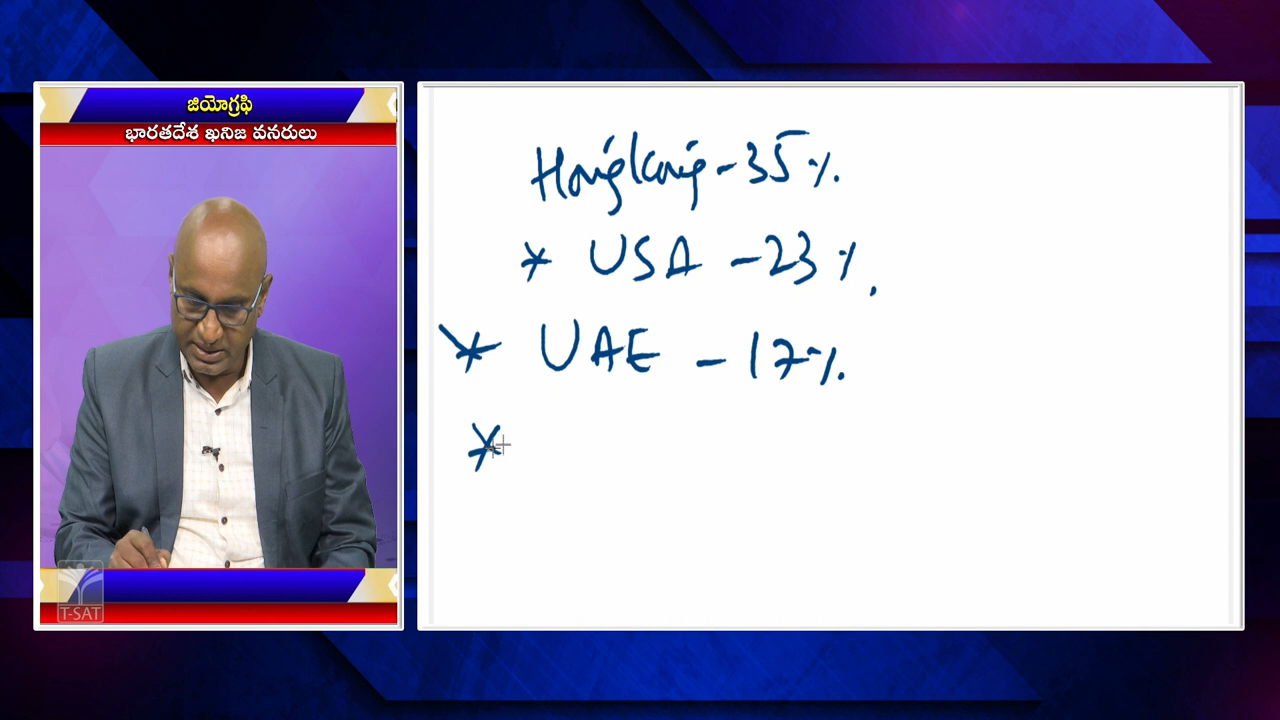 జియోగ్రఫి
భారతదేశ ఖనిజ వనరులు
HongKong - 35%.
* USA - 23%.
* UAE - 17%.
*
T-SAT